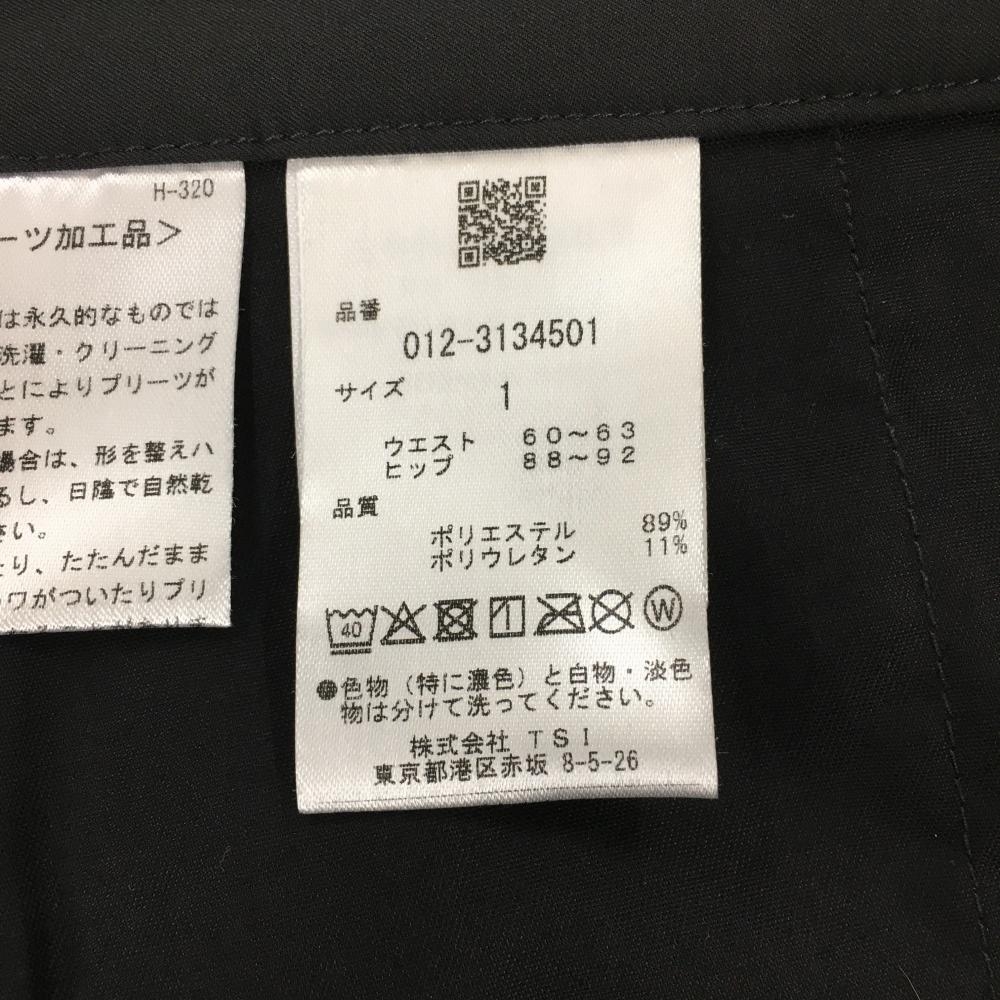 H-320
ーツ加工品＞
は永久的なものでは
洗濯・クリーニング
とによりプリーツが
ます。
場合は、形を整えハ
るし、日陰で自然乾
さい。
たり、たたんだまま
ワがついたりプリ
品番
012-3134501
サイズ 1
ウエスト 60～63
ヒップ 88～92
品質
ポリエステル 89%
ポリウレタン 11%
40 W
●色物（特に濃色）と白物・淡色
物は分けて洗ってください。
株式会社 TSI
東京都港区赤坂 8-5-26